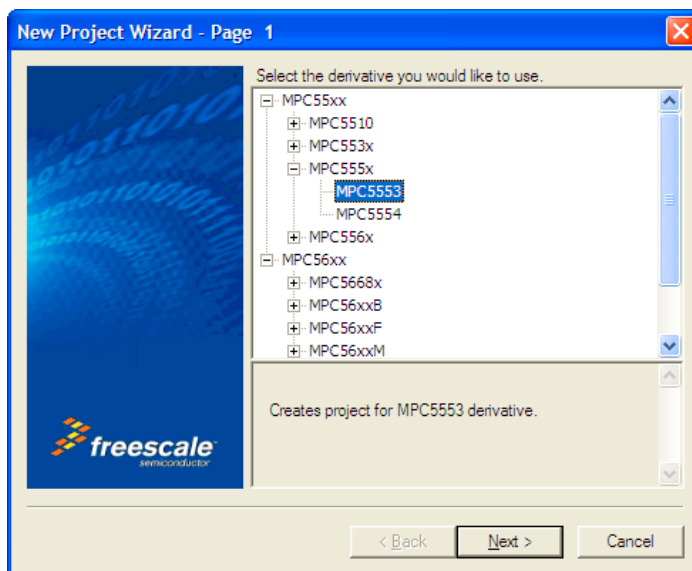 New Project Wizard - Page 1
Select the derivative you would like to use.
MPC55xx
MPC5510
MPC553x
MPC555x
MPC5553
MPC5554
MPC556x
MPC56xx
MPC5668x
MPC56xxB
MPC56xxF
MPC56xxM
Creates project for MPC5553 derivative.
freescale
semiconductor
< Back
Next >
Cancel